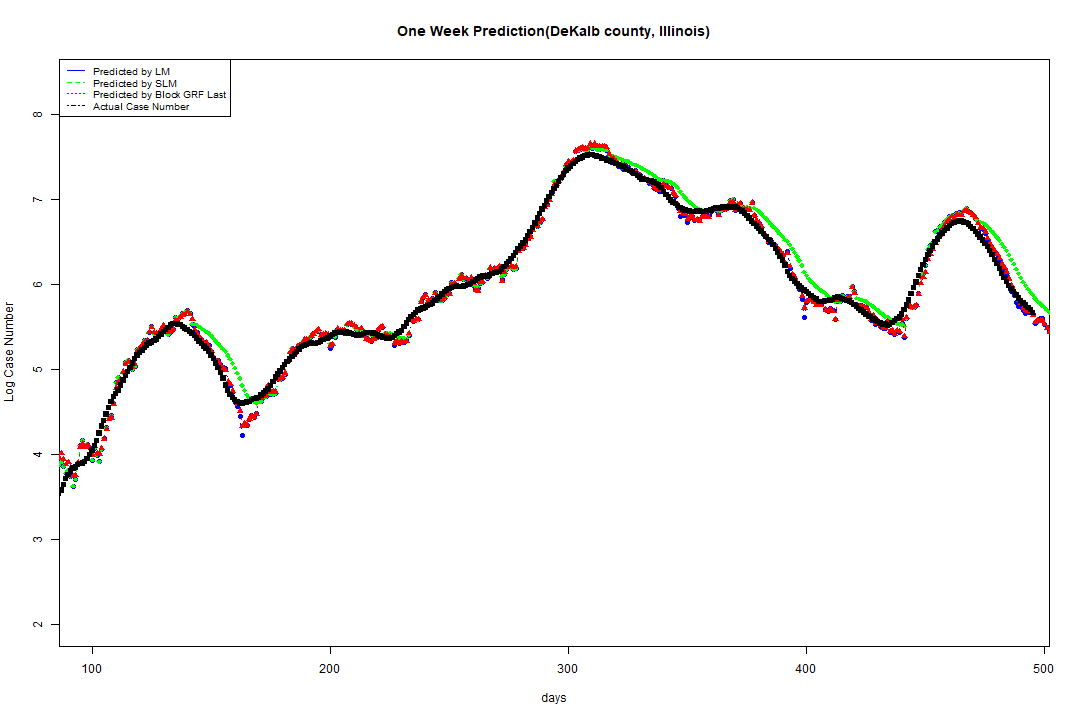 One Week Prediction(DeKalb county, Illinois)
Predicted by LM
Predicted by SLM
Predicted by Block GRF Last
Actual Case Number
8
7
6
5
4
3
2
Log Case Number
100 200 300 400 500
days